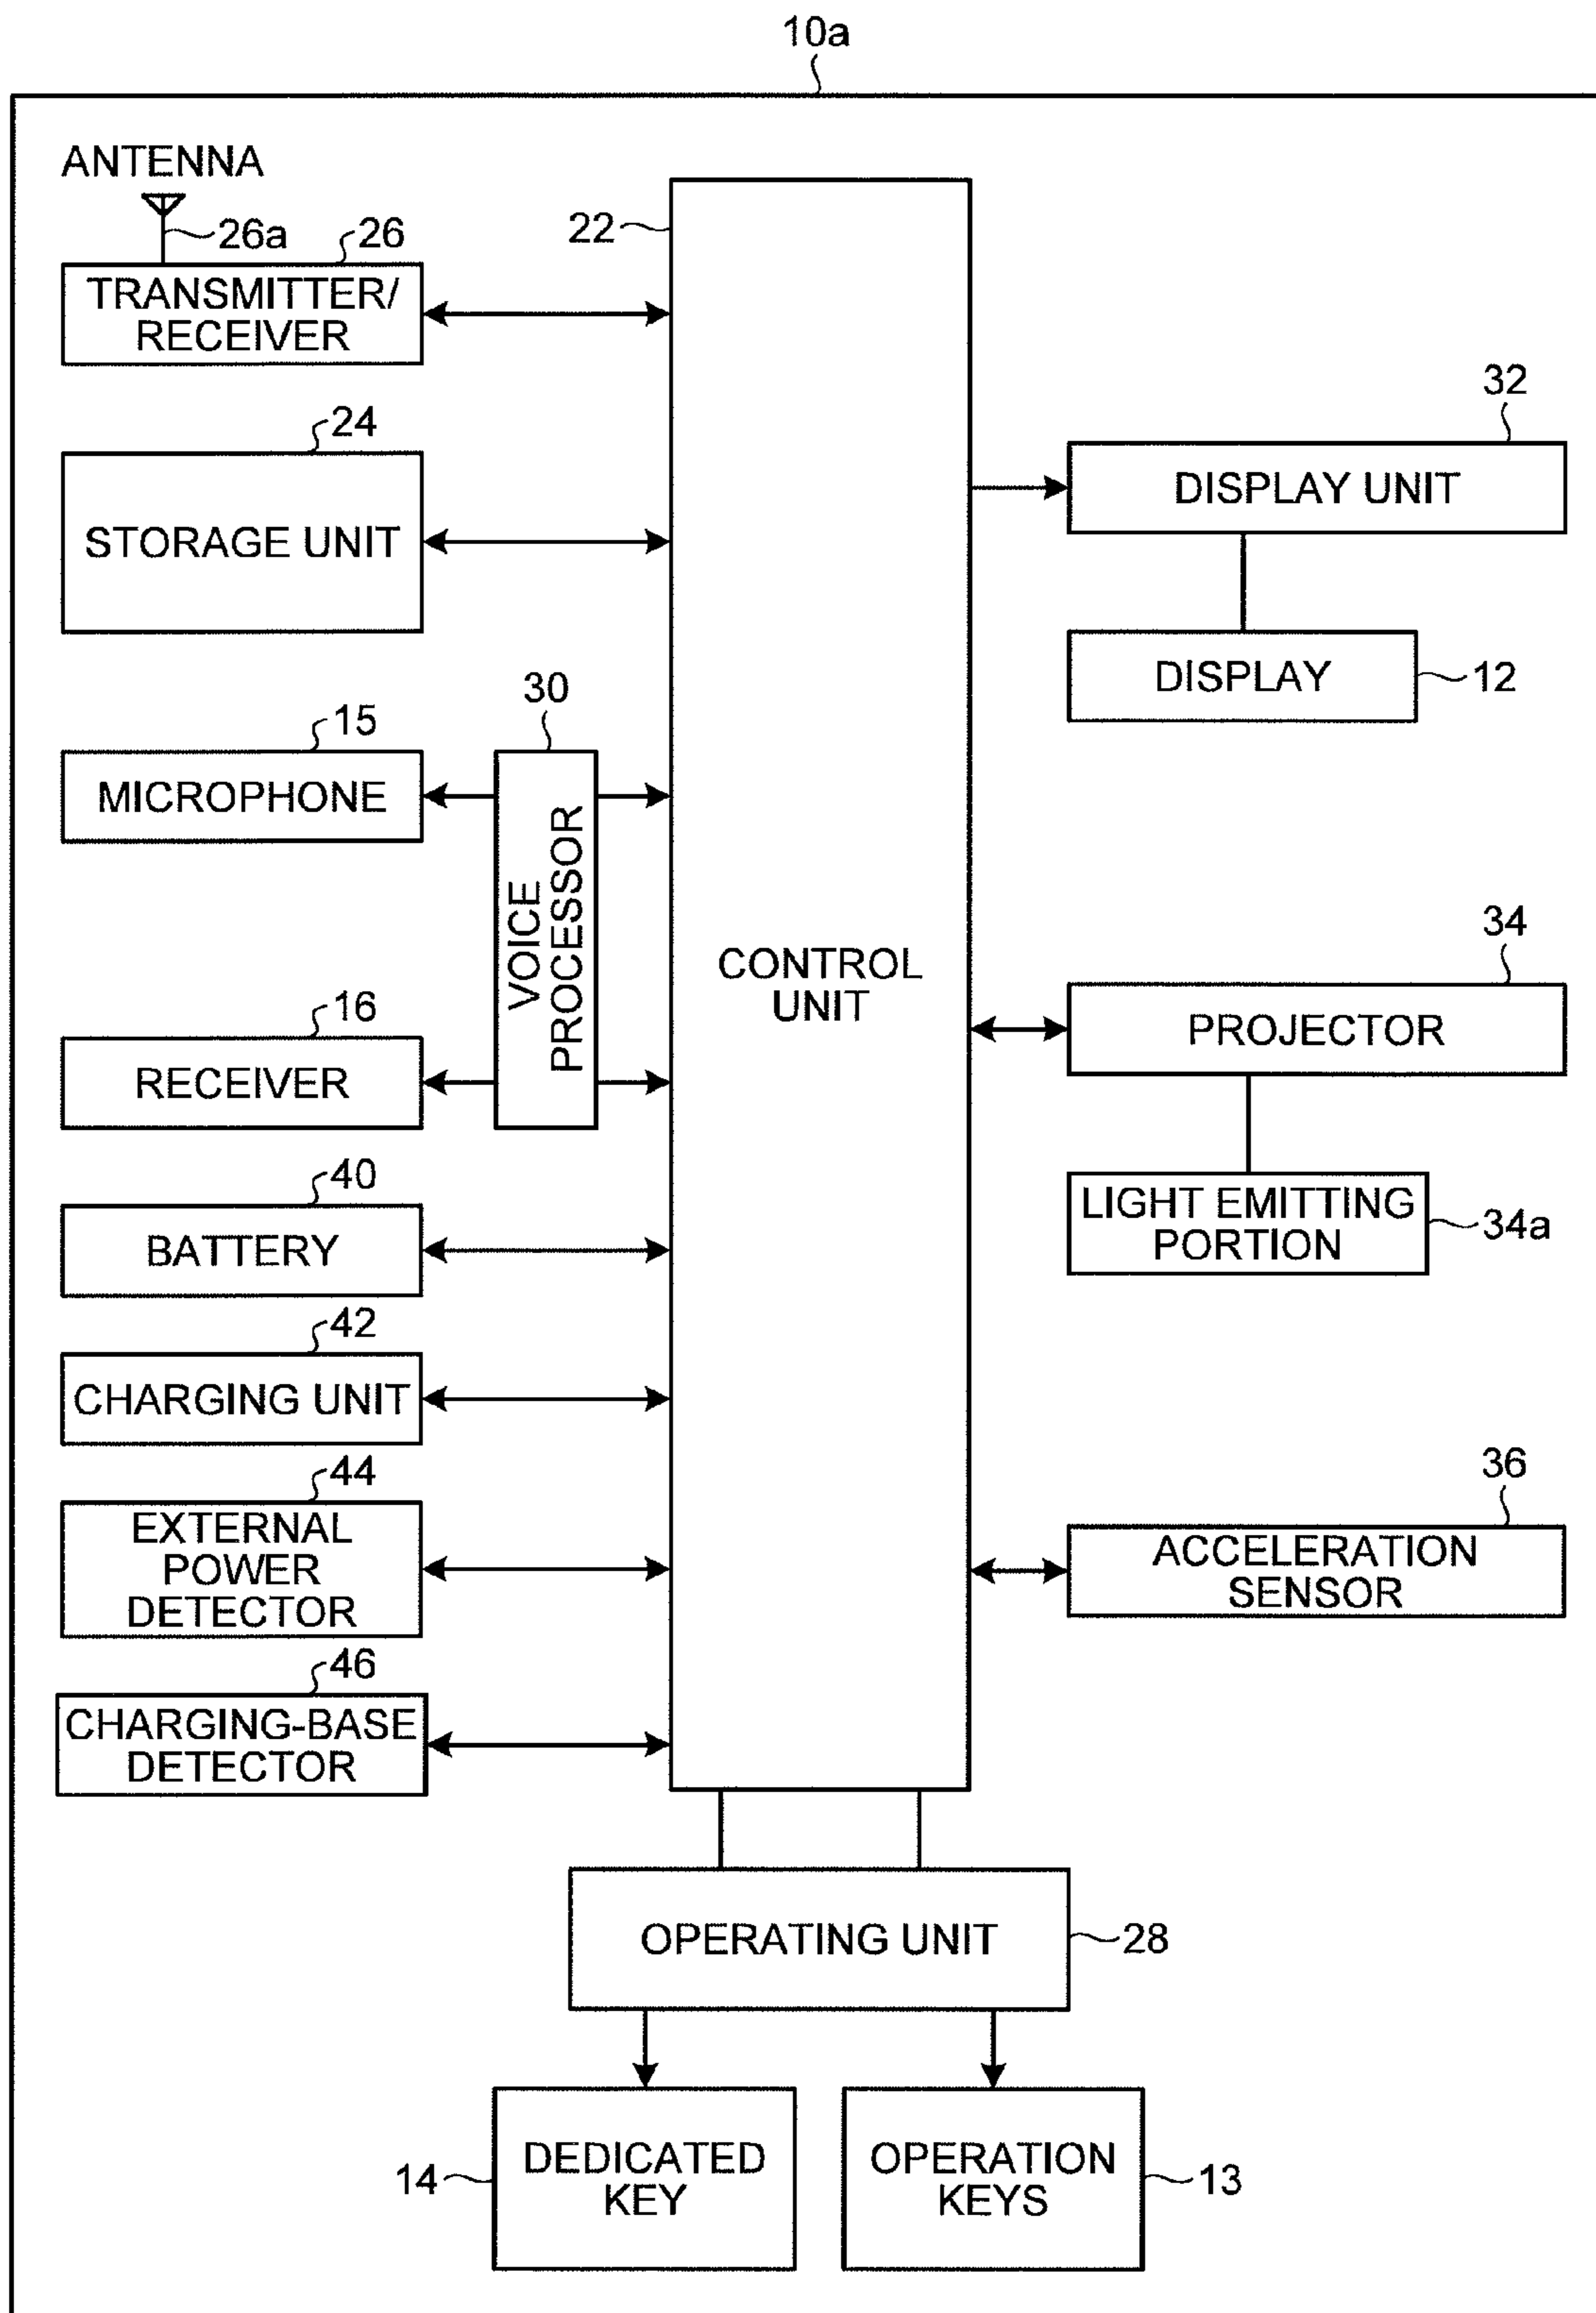 10a
ANTENNA
26a
26
TRANSMITTER/
RECEIVER
22
24
STORAGE UNIT
32
DISPLAY UNIT
DISPLAY
12
30
15
MICROPHONE
VOICE
PROCESSOR
CONTROL
UNIT
34
PROJECTOR
16
RECEIVER
LIGHT EMITTING
PORTION
34a
40
BATTERY
42
CHARGING UNIT
44
EXTERNAL
POWER
DETECTOR
36
ACCELERATION
SENSOR
46
CHARGING-BASE
DETECTOR
OPERATING UNIT
28
14
DEDICATED
KEY
OPERATION
KEYS
13